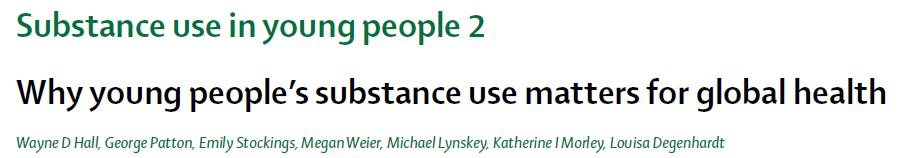 Substance use in young people 2
Why young people’s substance use matters for global health
Wayne D Hall, George Patton, Emily Stockings, Megan Weier, Michael Lynskey, Katherine I Morley, Louisa Degenhardt